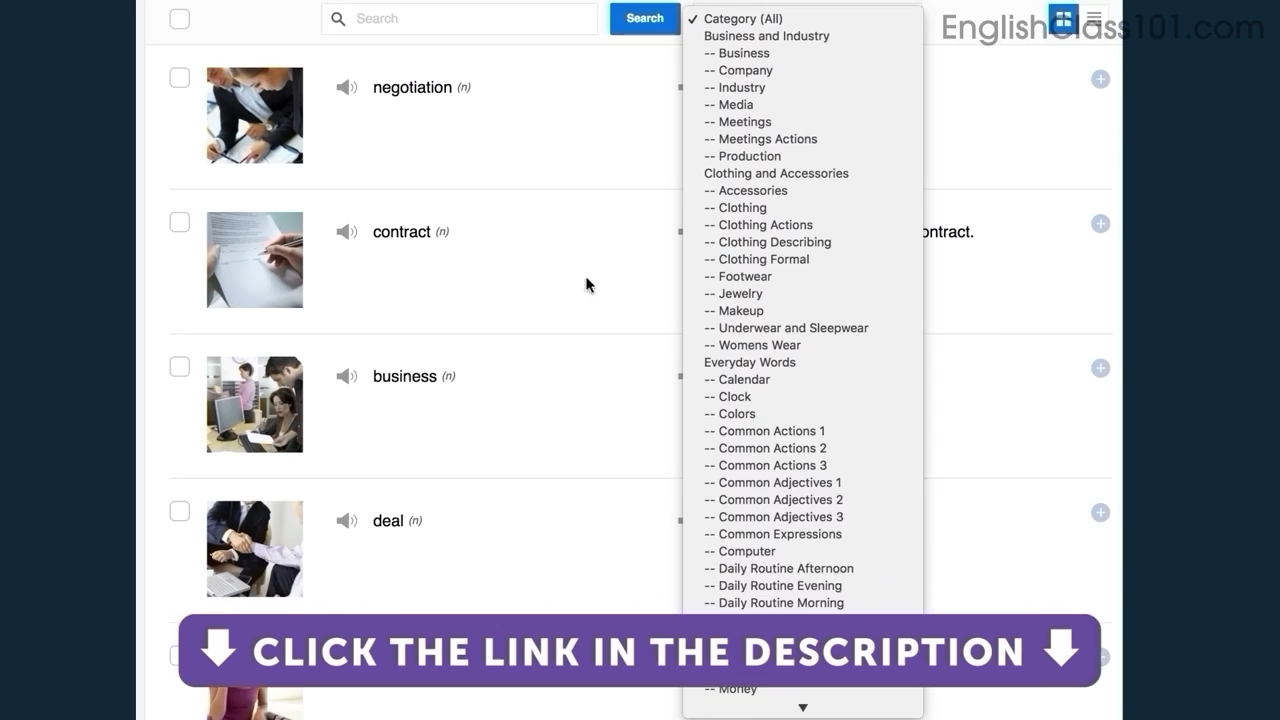 Search
Search
✓ Category (All)
EnglishClass101.com
Business and Industry
-- Business
-- Company
-- Industry
-- Media
-- Meetings
-- Meetings Actions
-- Production
Clothing and Accessories
-- Accessories
-- Clothing
-- Clothing Actions
-- Clothing Describing
-- Clothing Formal
-- Footwear
-- Jewelry
-- Makeup
-- Underwear and Sleepwear
-- Womens Wear
Everyday Words
-- Calendar
-- Clock
-- Colors
-- Common Actions 1
-- Common Actions 2
-- Common Actions 3
-- Common Adjectives 1
-- Common Adjectives 2
-- Common Adjectives 3
-- Common Expressions
-- Computer
-- Daily Routine Afternoon
-- Daily Routine Evening
-- Daily Routine Morning
-- Money
negotiation (n)
contract (n)
ontract.
business (n)
deal (n)
CLICK THE LINK IN THE DESCRIPTION